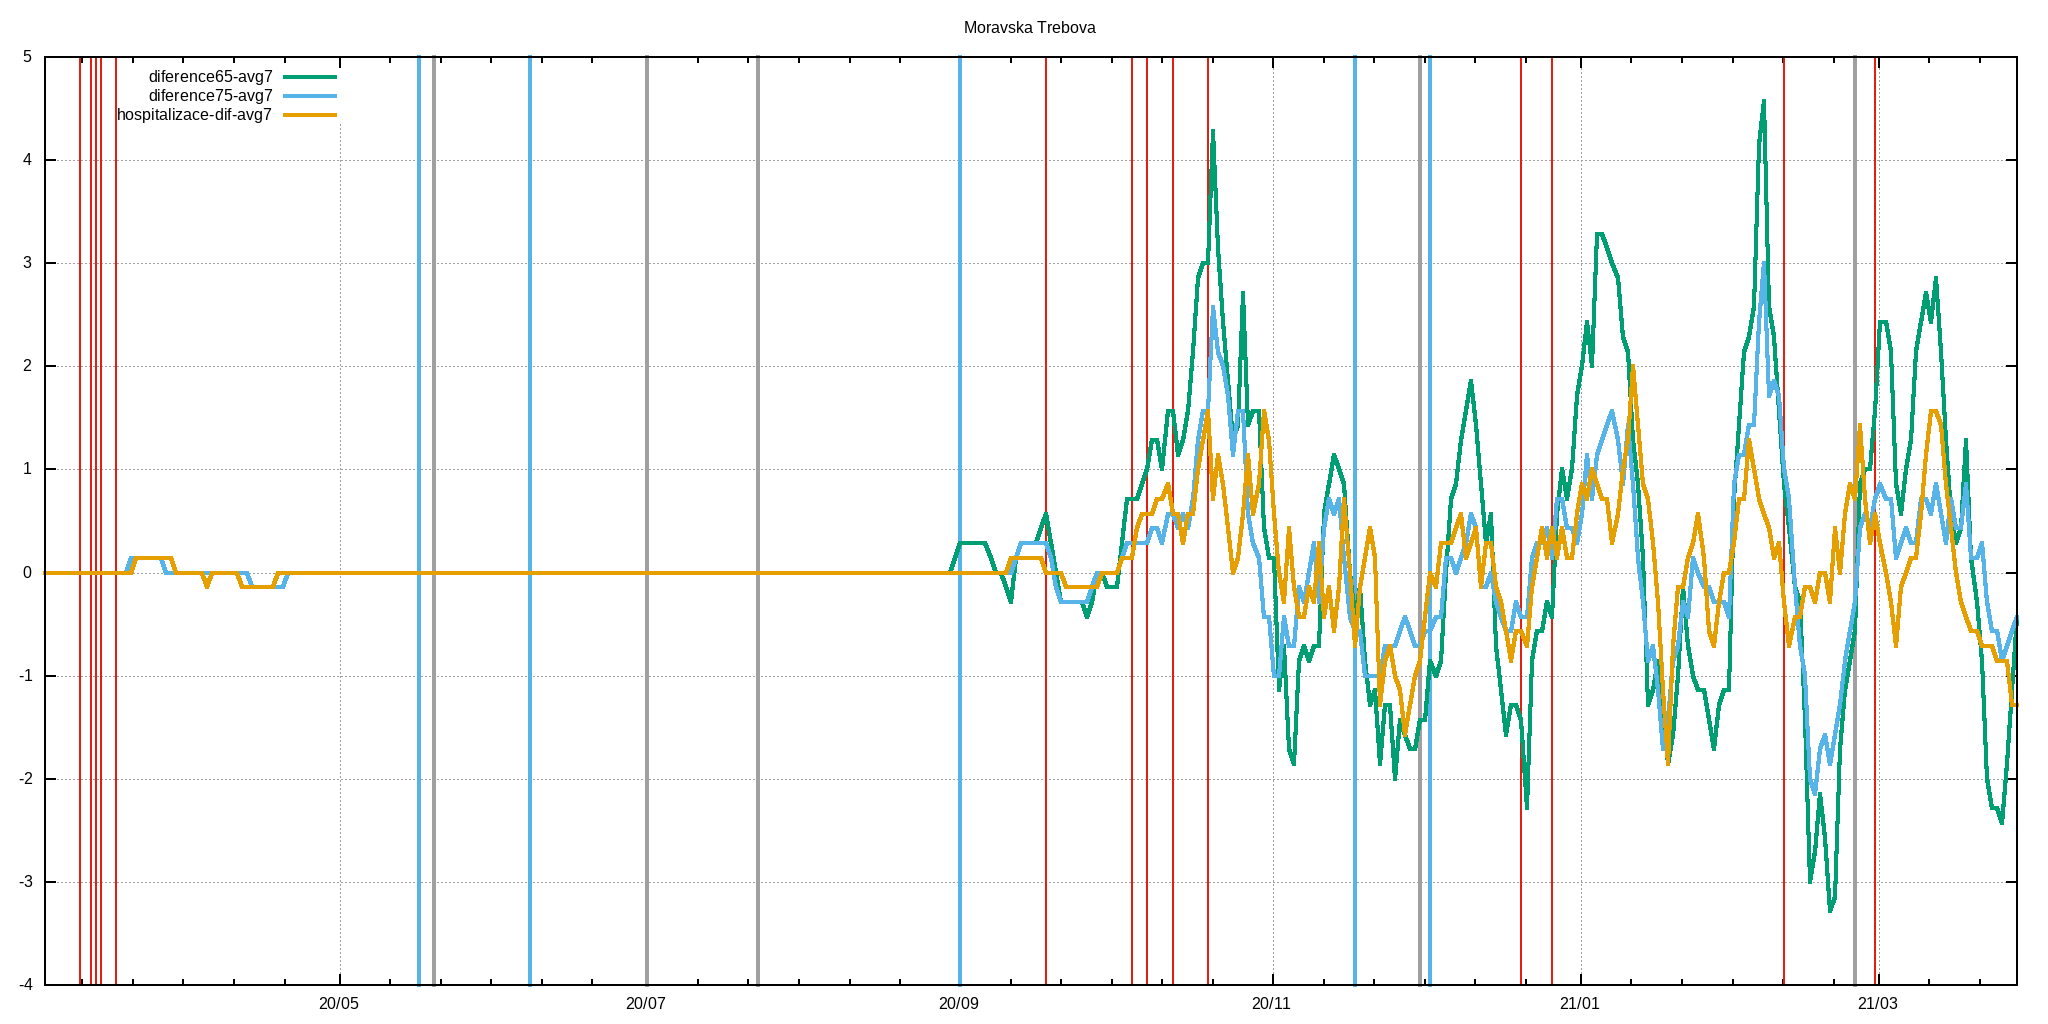 Moravska Trebova
5
diference65-avg7
diference75-avg7
hospitalizace-dif-avg7
4
3
2
1
0
-1
-2
-3
-4
20/05 20/07 20/09 20/11 21/01 21/03